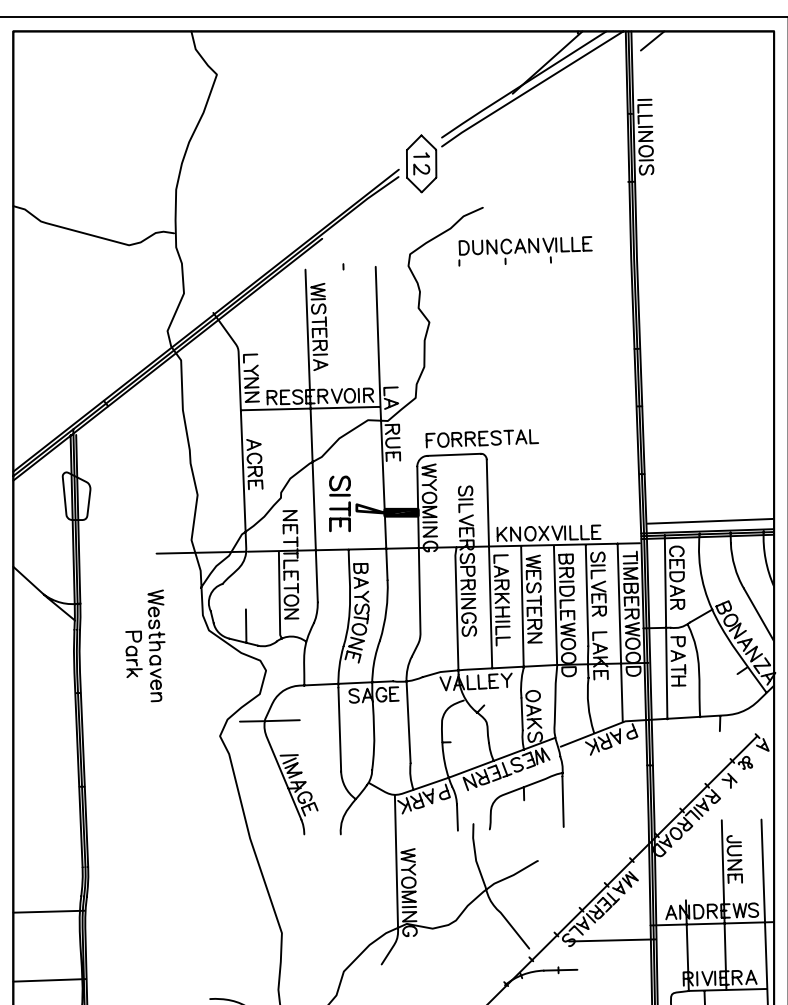 ILLINOIS
12
DUNCANVILLE
WISTERIA
LYNN ACRE
RESERVOIR
LA RUE
FORRESTAL
WYOMING
SITE
SILVERSPRINGS
KNOXVILLE
NETTLETON
BAYSTONE
LARKHILL
WESTERN OAKS
BRIDLEWOOD
SILVER LAKE
TIMBERWOOD
CEDAR PATH
BONANZA
Westhaven
Park
SAGE VALLEY
IMAGE
WESTERN PARK
PARK
A & K RAILROAD MATERIALS
JUNE
WYOMING
ANDREWS
RIVIERA